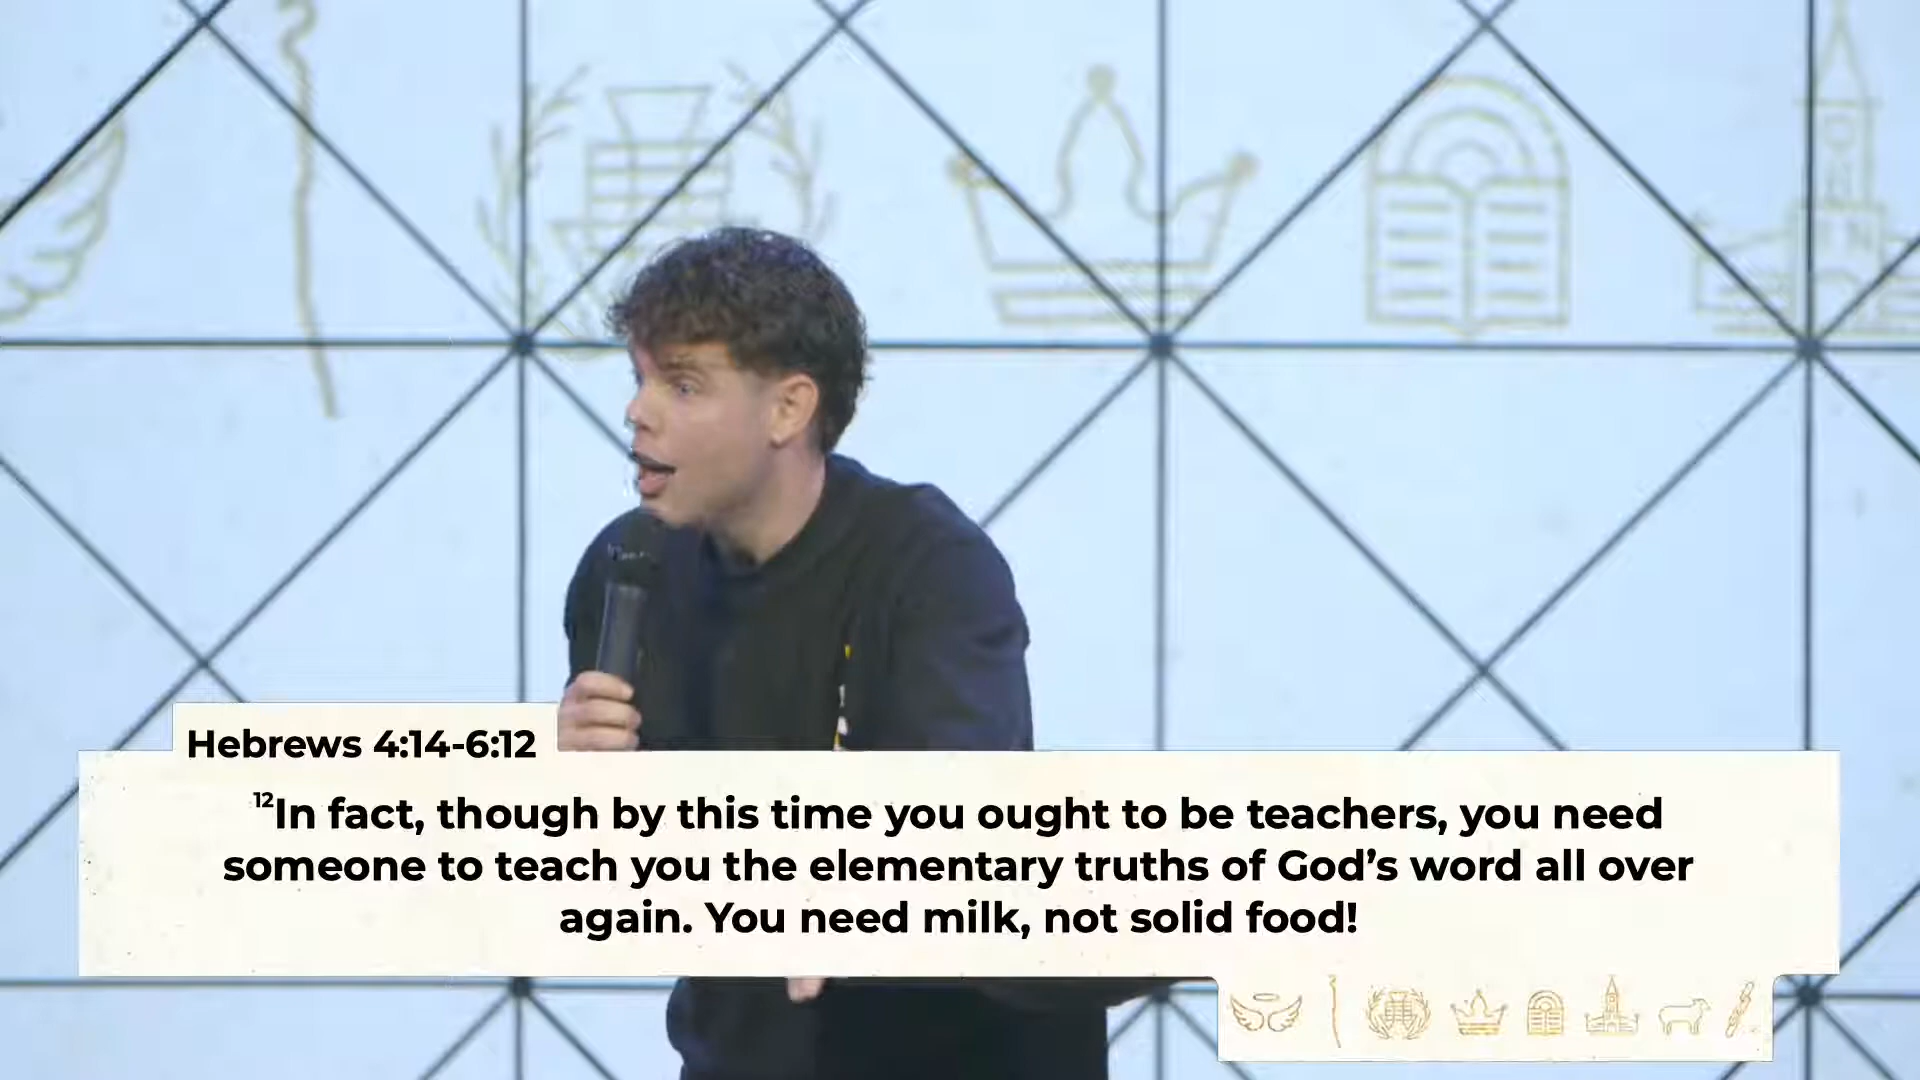 Hebrews 4:14-6:12
¹²In fact, though by this time you ought to be teachers, you need
someone to teach you the elementary truths of God’s word all over
again. You need milk, not solid food!